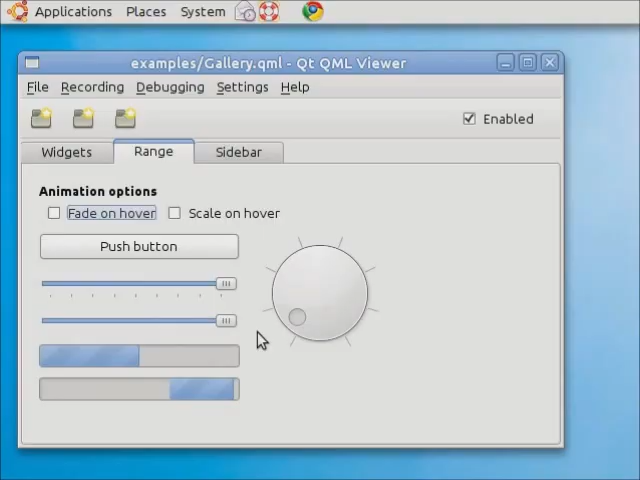 Applications Places System
examples/Gallery.qml - Qt QML Viewer
File Recording Debugging Settings Help
Enabled
Widgets Range Sidebar
Animation options
Fade on hover Scale on hover
Push button